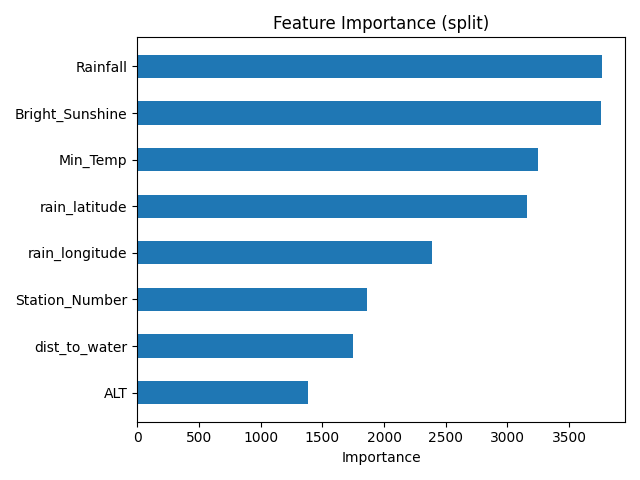 Feature Importance (split)
Rainfall
Bright_Sunshine
Min_Temp
rain_latitude
rain_longitude
Station_Number
dist_to_water
ALT
0 500 1000 1500 2000 2500 3000 3500
Importance